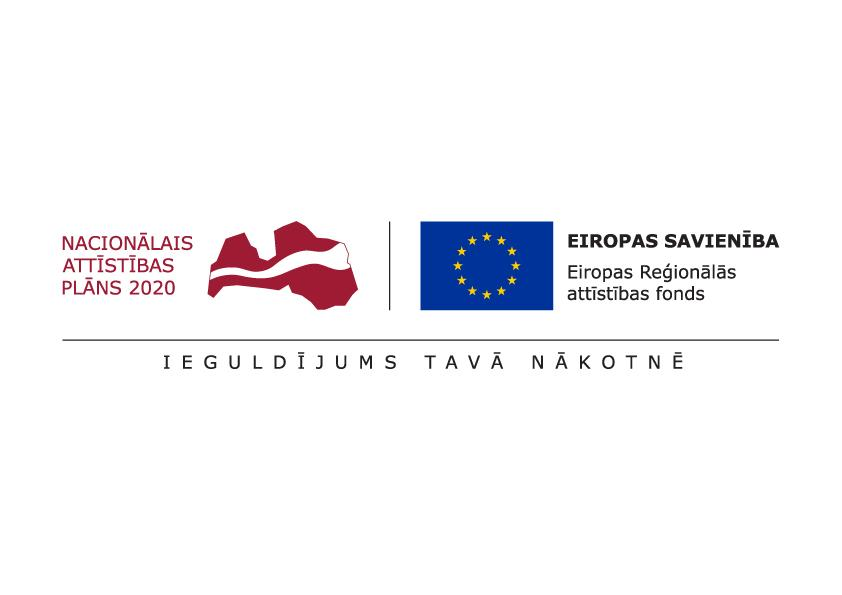 NACIONĀLAIS
ATTĪSTĪBAS
PLĀNS 2020
EIROPAS SAVIENĪBA
Eiropas Reģionālās
attīstības fonds
IEGULDĪJUMS TAVĀ NĀKOTNĒ